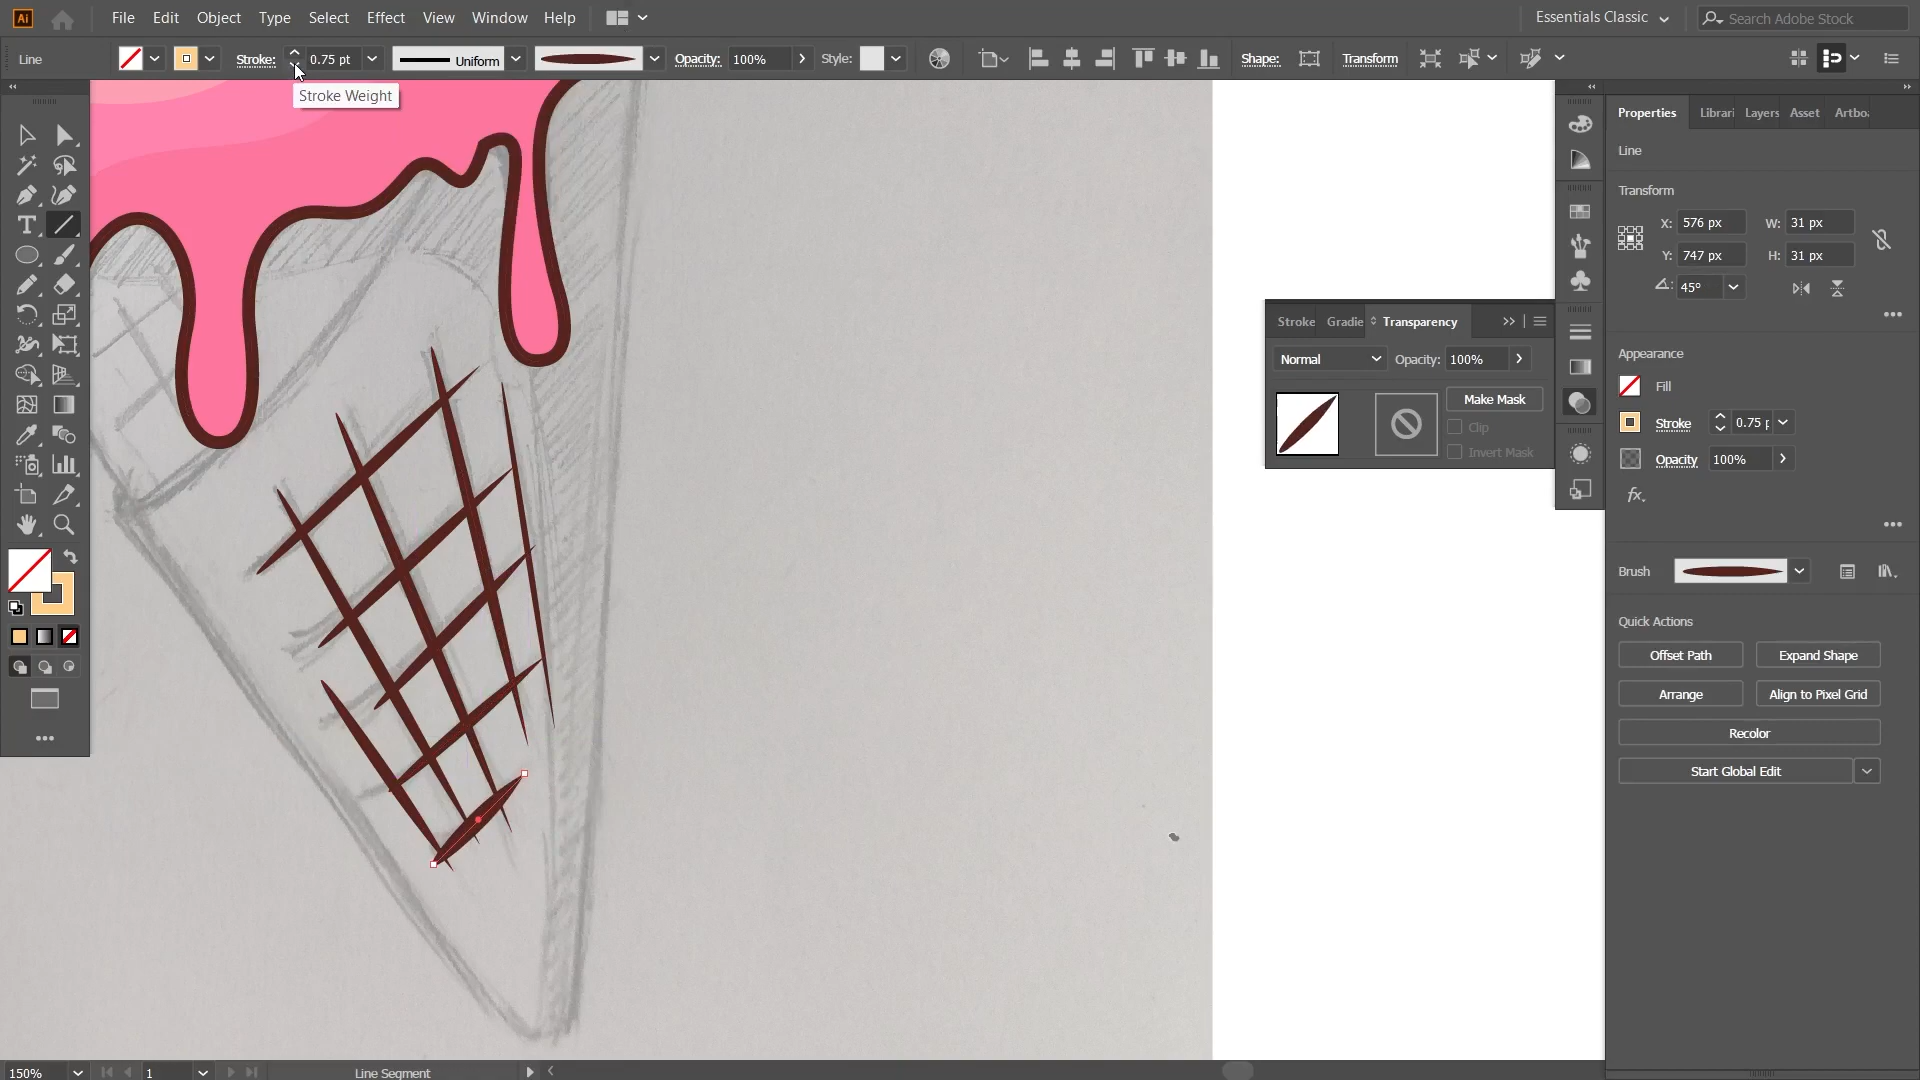 Ai File Edit Object Type Select Effect View Window Help Essentials Classic Search Adobe Stock
Line Stroke: 0.75 pt Uniform Opacity: 100% Style: Shape: Transform
Stroke Weight
Properties Librari Layers Asset Artbo
Line
Transform
X: 576 px W: 31 px
Y: 747 px H: 31 px
45°
Stroke Gradie Transparency
Normal Opacity: 100%
Make Mask
Clip
Invert Mask
Appearance
Fill
Stroke 0.75 p
Opacity 100%
fx.
Brush
Quick Actions
Offset Path Expand Shape
Arrange Align to Pixel Grid
Recolor
Start Global Edit
150% 1 Line Segment